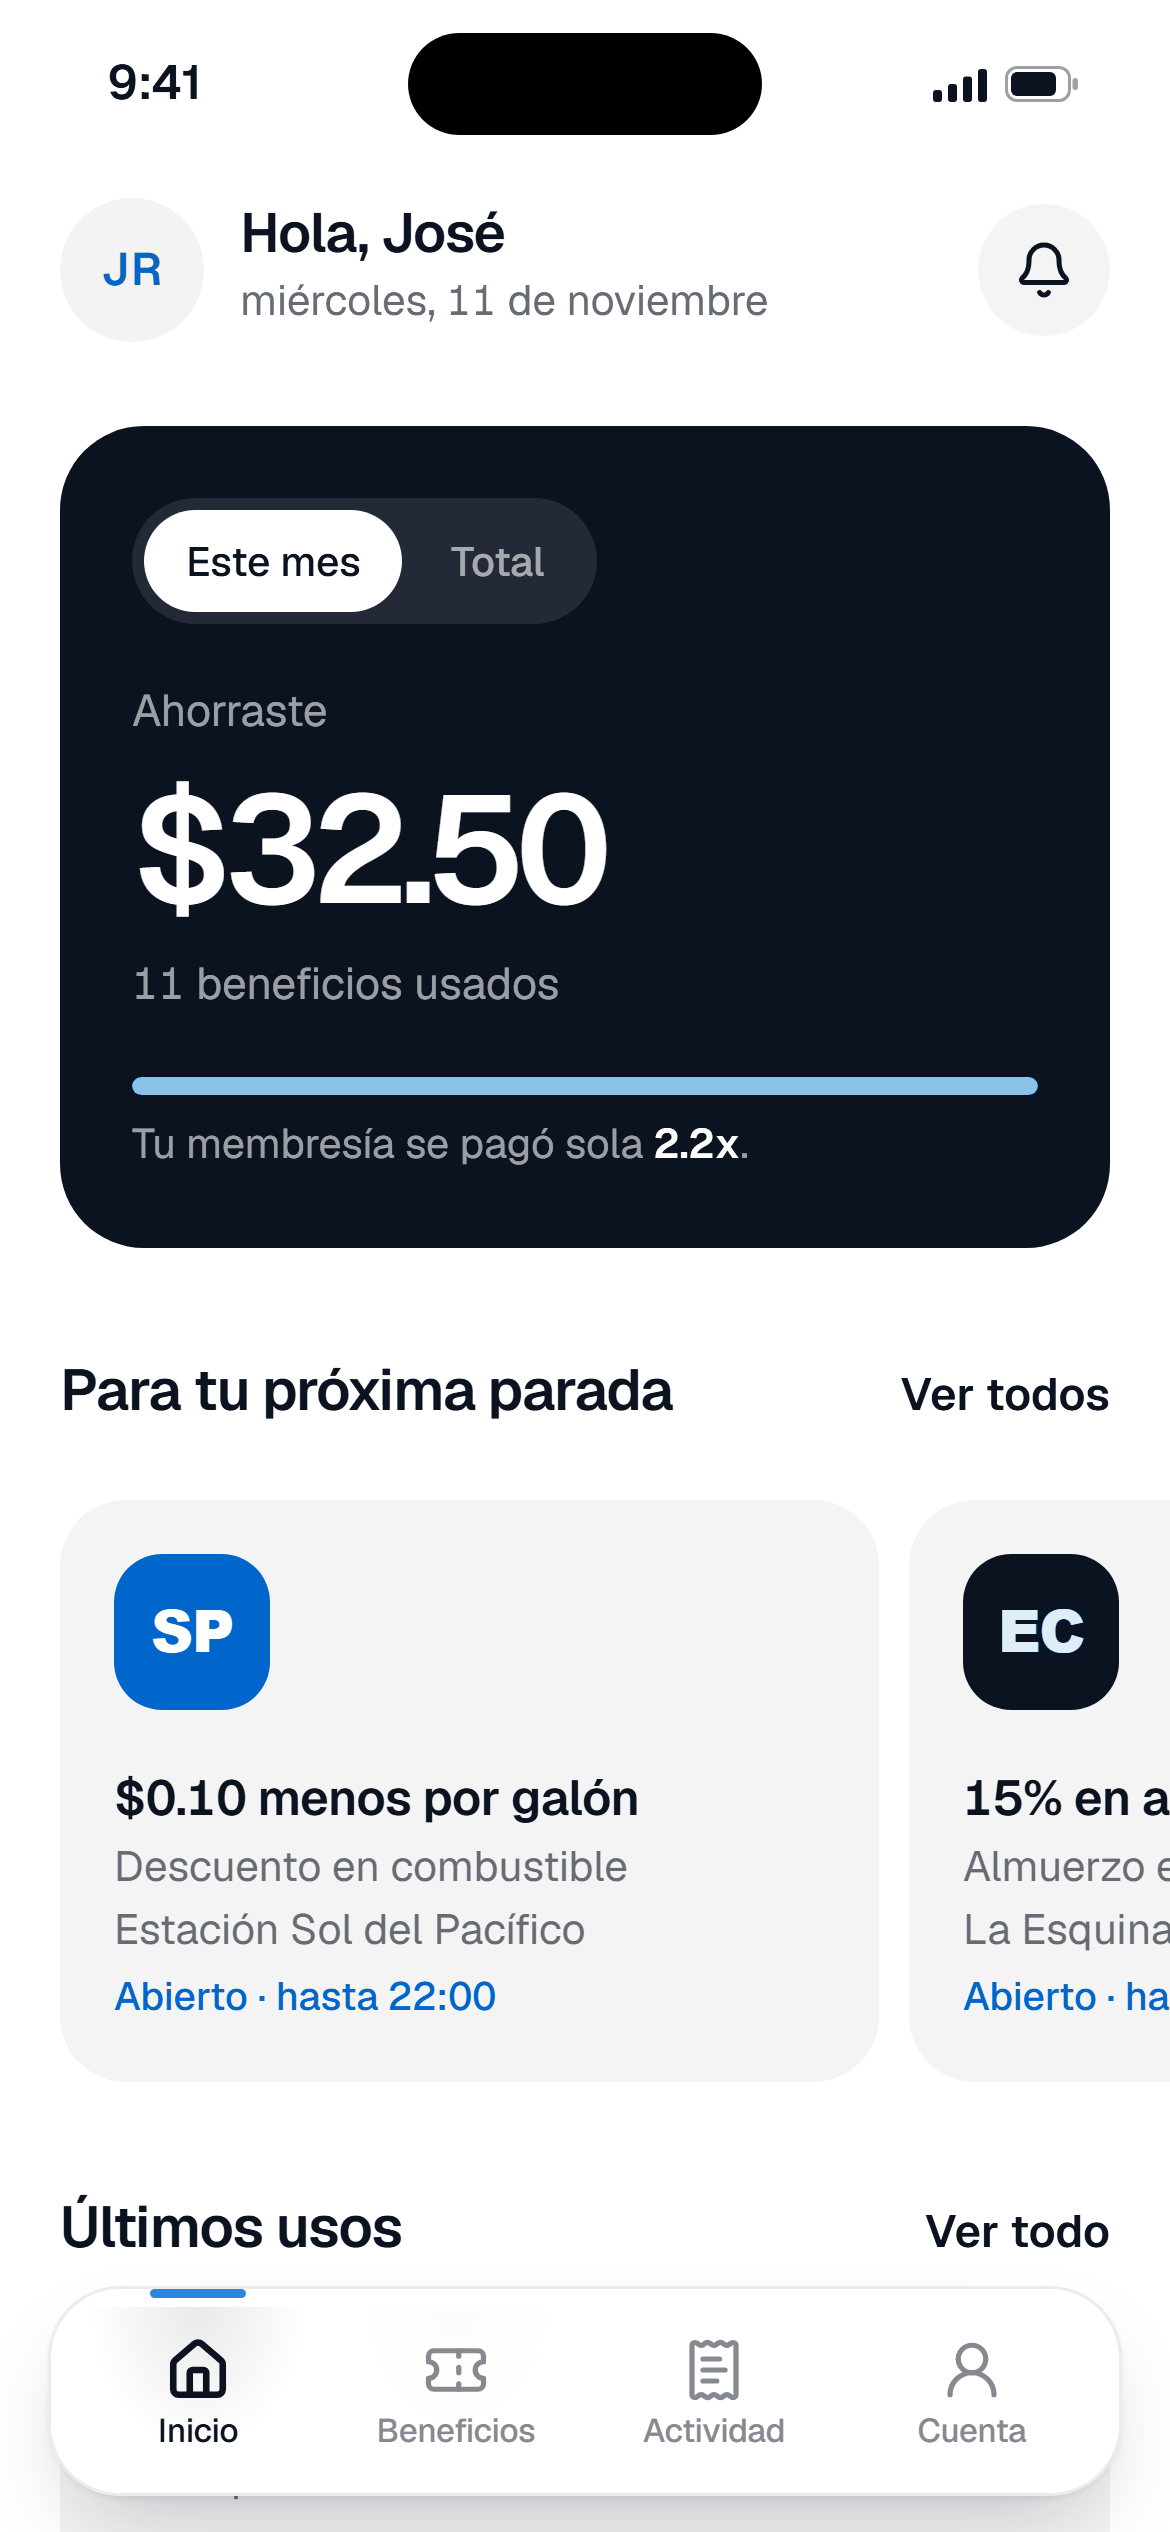 9:41
JR
Hola, José
miércoles, 11 de noviembre
Este mes
Total
Ahorraste
$32.50
11 beneficios usados
Tu membresía se pagó sola 2.2x.
Para tu próxima parada
Ver todos
SP
$0.10 menos por galón
Descuento en combustible
Estación Sol del Pacífico
Abierto · hasta 22:00
EC
15% en a
Almuerzo e
La Esquina
Abierto · ha
Últimos usos
Ver todo
Inicio
Beneficios
Actividad
Cuenta